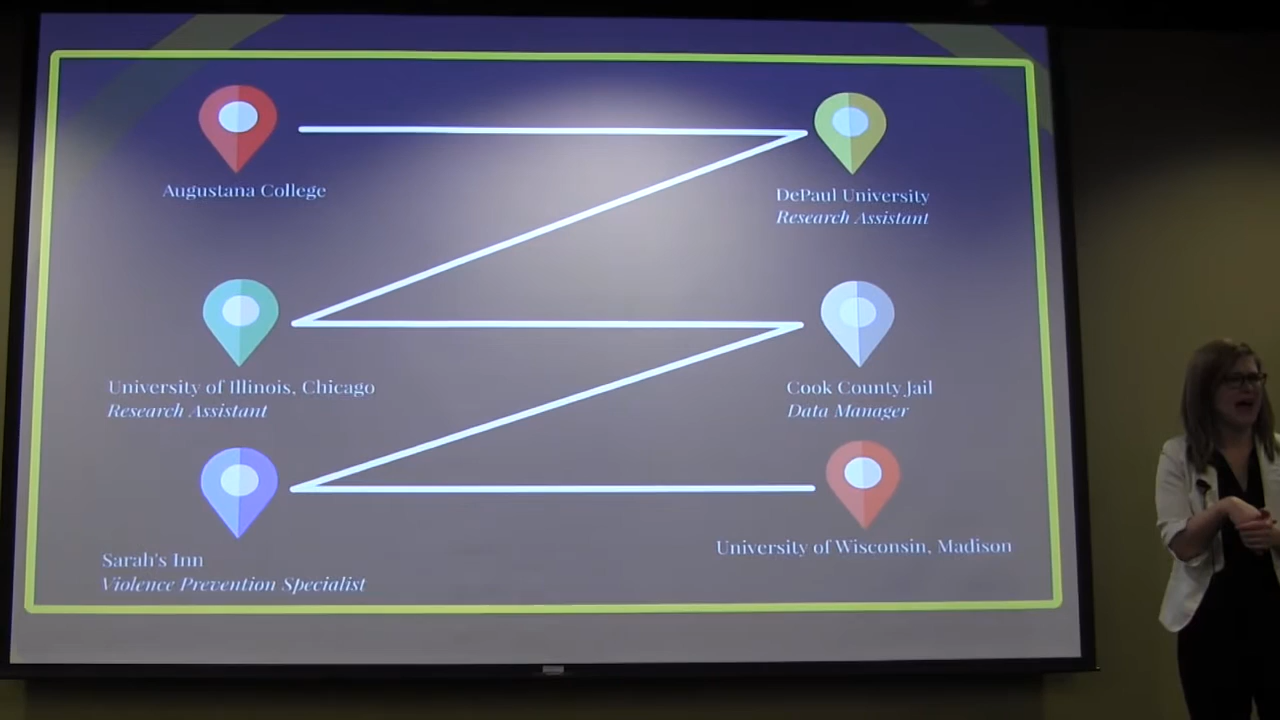 Augustana College
DePaul University
Research Assistant
University of Illinois, Chicago
Research Assistant
Cook County Jail
Data Manager
Sarah's Inn
Violence Prevention Specialist
University of Wisconsin, Madison